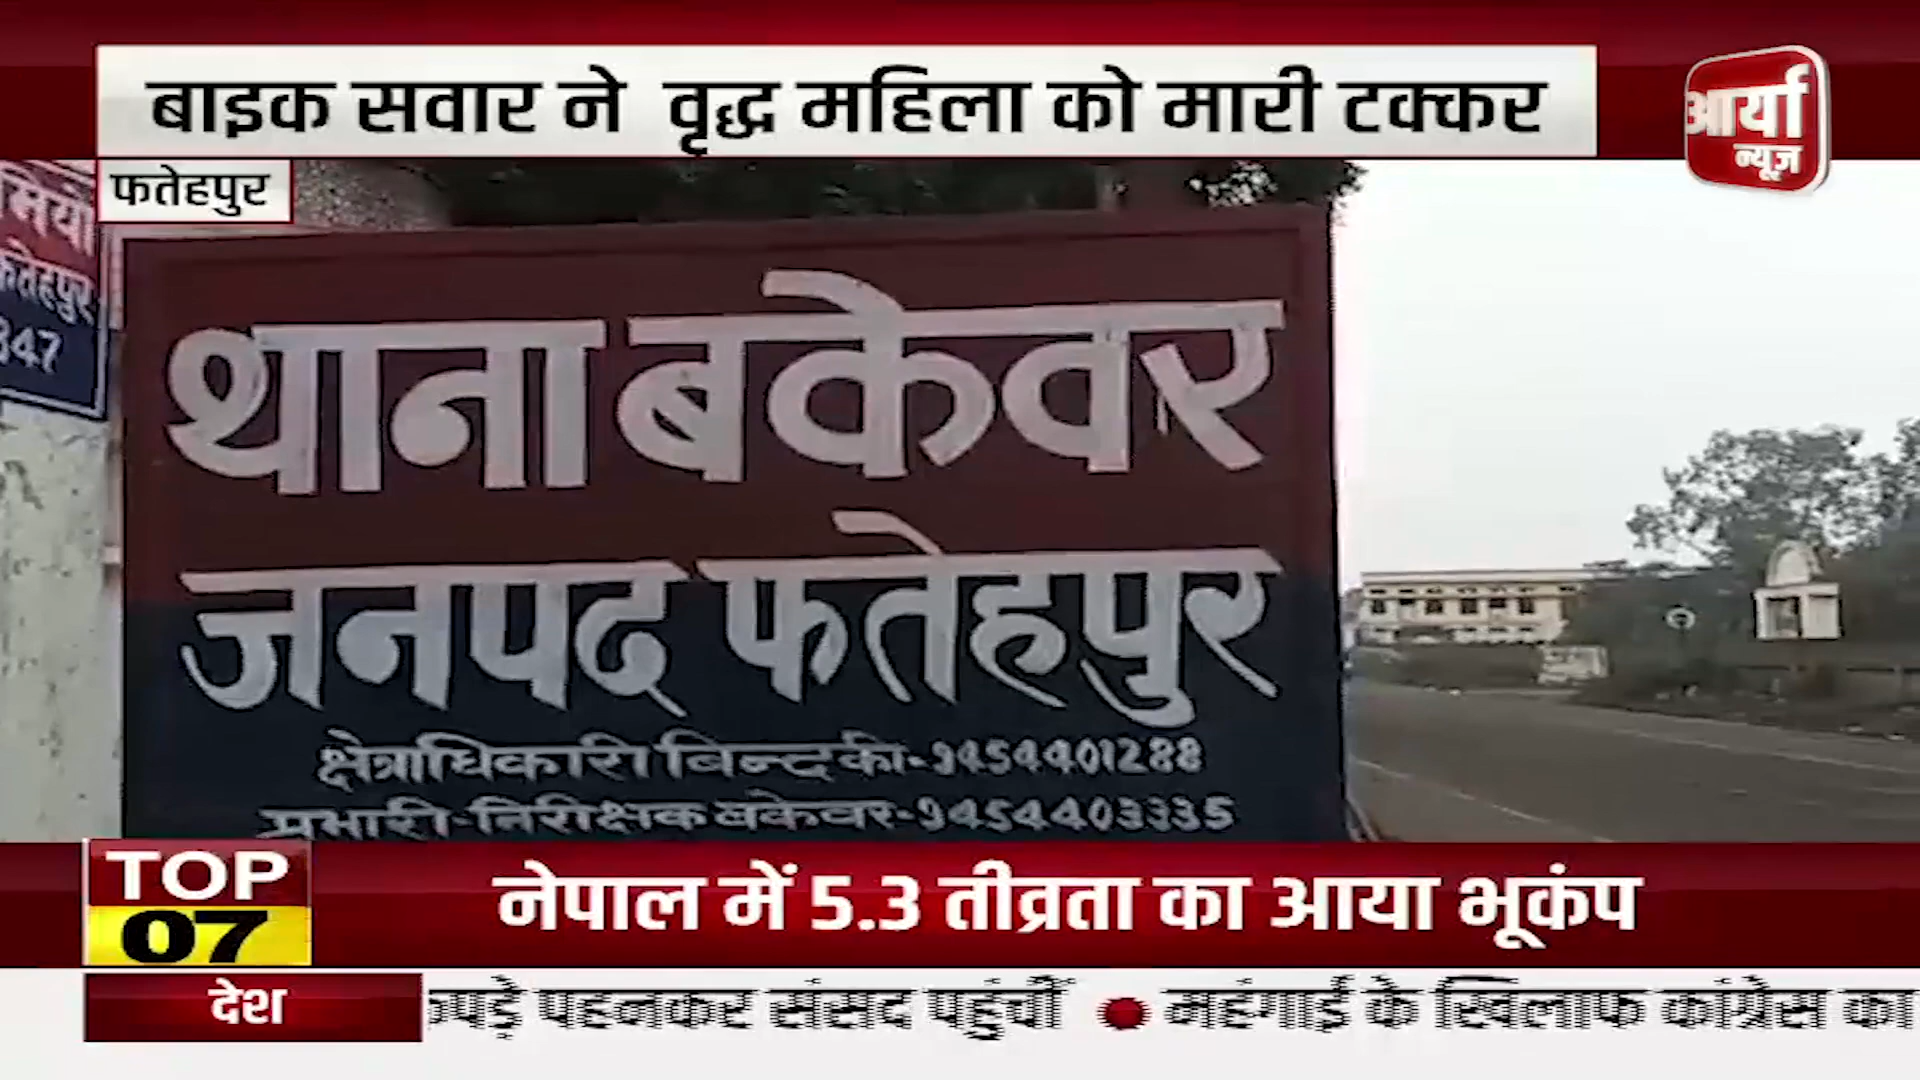 बाइक सवार ने वृद्ध महिला को मारी टक्कर
आर्या
न्यूज़
फतेहपुर
मियाँ
फतेहपुर
347
थाना बकेवर
जनपद फतेहपुर
क्षेत्राधिकारी बिन्दकी-9454401288
प्रभारी-निरीक्षक बकेवर-9454403335
TOP
07
नेपाल में 5.3 तीव्रता का आया भूकंप
देश
पहनकर संसद पहुंचीं ● महंगाई के खिलाफ कांग्रेस का